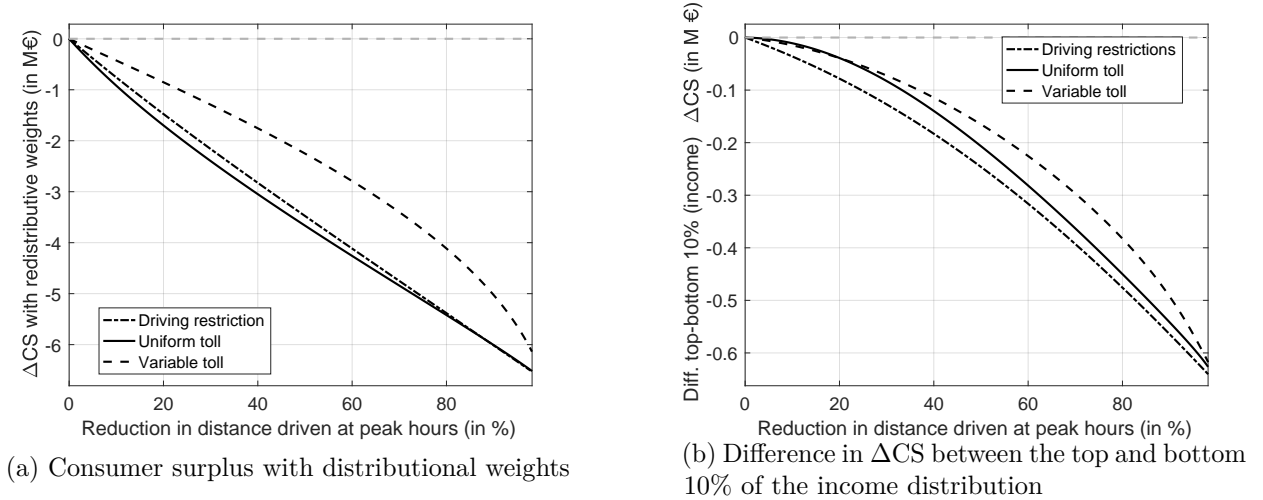 ΔCS with redistributive weights (in M€)
0
-1
-2
-3
-4
-5
-6
Driving restriction
Uniform toll
Variable toll
0 20 40 60 80
Reduction in distance driven at peak hours (in %)
(a) Consumer surplus with distributional weights
Diff. top-bottom 10% (income) ΔCS (in M €)
0
-0.1
-0.2
-0.3
-0.4
-0.5
-0.6
Driving restrictions
Uniform toll
Variable toll
0 20 40 60 80
Reduction in distance driven at peak hours (in %)
(b) Difference in ΔCS between the top and bottom
10% of the income distribution